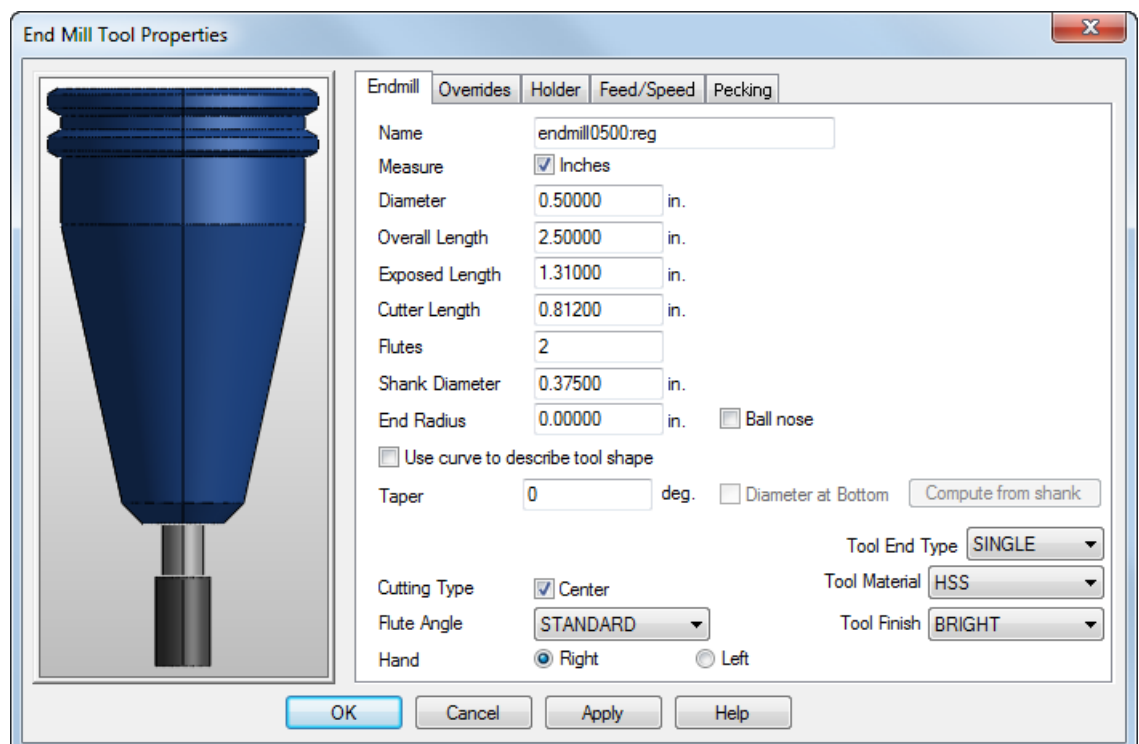 End Mill Tool Properties
Endmill Overrides Holder Feed/Speed Pecking
Name endmill0500:reg
Measure Inches
Diameter 0.50000 in.
Overall Length 2.50000 in.
Exposed Length 1.31000 in.
Cutter Length 0.81200 in.
Flutes 2
Shank Diameter 0.37500 in.
End Radius 0.00000 in. Ball nose
Use curve to describe tool shape
Taper 0 deg. Diameter at Bottom Compute from shank
Tool End Type SINGLE
Cutting Type Center Tool Material HSS
Flute Angle STANDARD Tool Finish BRIGHT
Hand Right Left
OK Cancel Apply Help